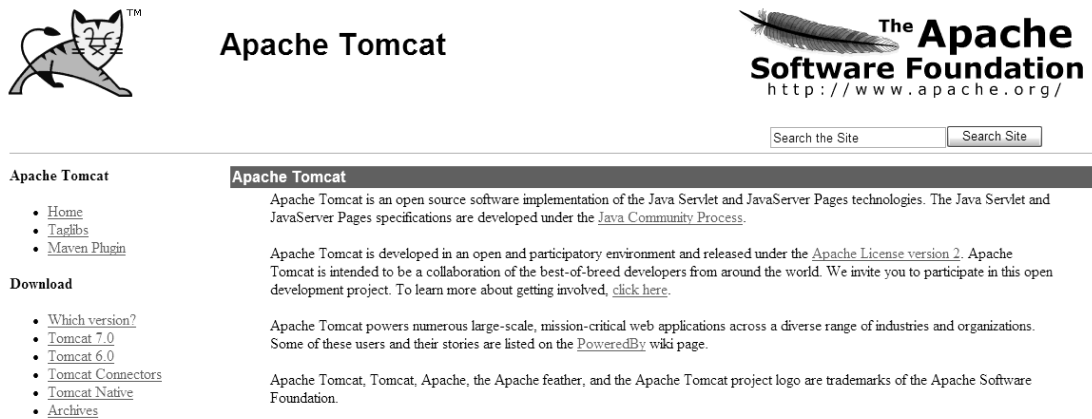 TM
Apache Tomcat
The Apache
Software Foundation
http://www.apache.org/
Search the Site
Search Site
Apache Tomcat
• Home
• Taglibs
• Maven Plugin
Download
• Which version?
• Tomcat 7.0
• Tomcat 6.0
• Tomcat Connectors
• Tomcat Native
• Archives
Apache Tomcat
Apache Tomcat is an open source software implementation of the Java Servlet and JavaServer Pages technologies. The Java Servlet and
JavaServer Pages specifications are developed under the Java Community Process.
Apache Tomcat is developed in an open and participatory environment and released under the Apache License version 2. Apache
Tomcat is intended to be a collaboration of the best-of-breed developers from around the world. We invite you to participate in this open
development project. To learn more about getting involved, click here.
Apache Tomcat powers numerous large-scale, mission-critical web applications across a diverse range of industries and organizations.
Some of these users and their stories are listed on the PoweredBy wiki page.
Apache Tomcat, Tomcat, Apache, the Apache feather, and the Apache Tomcat project logo are trademarks of the Apache Software
Foundation.